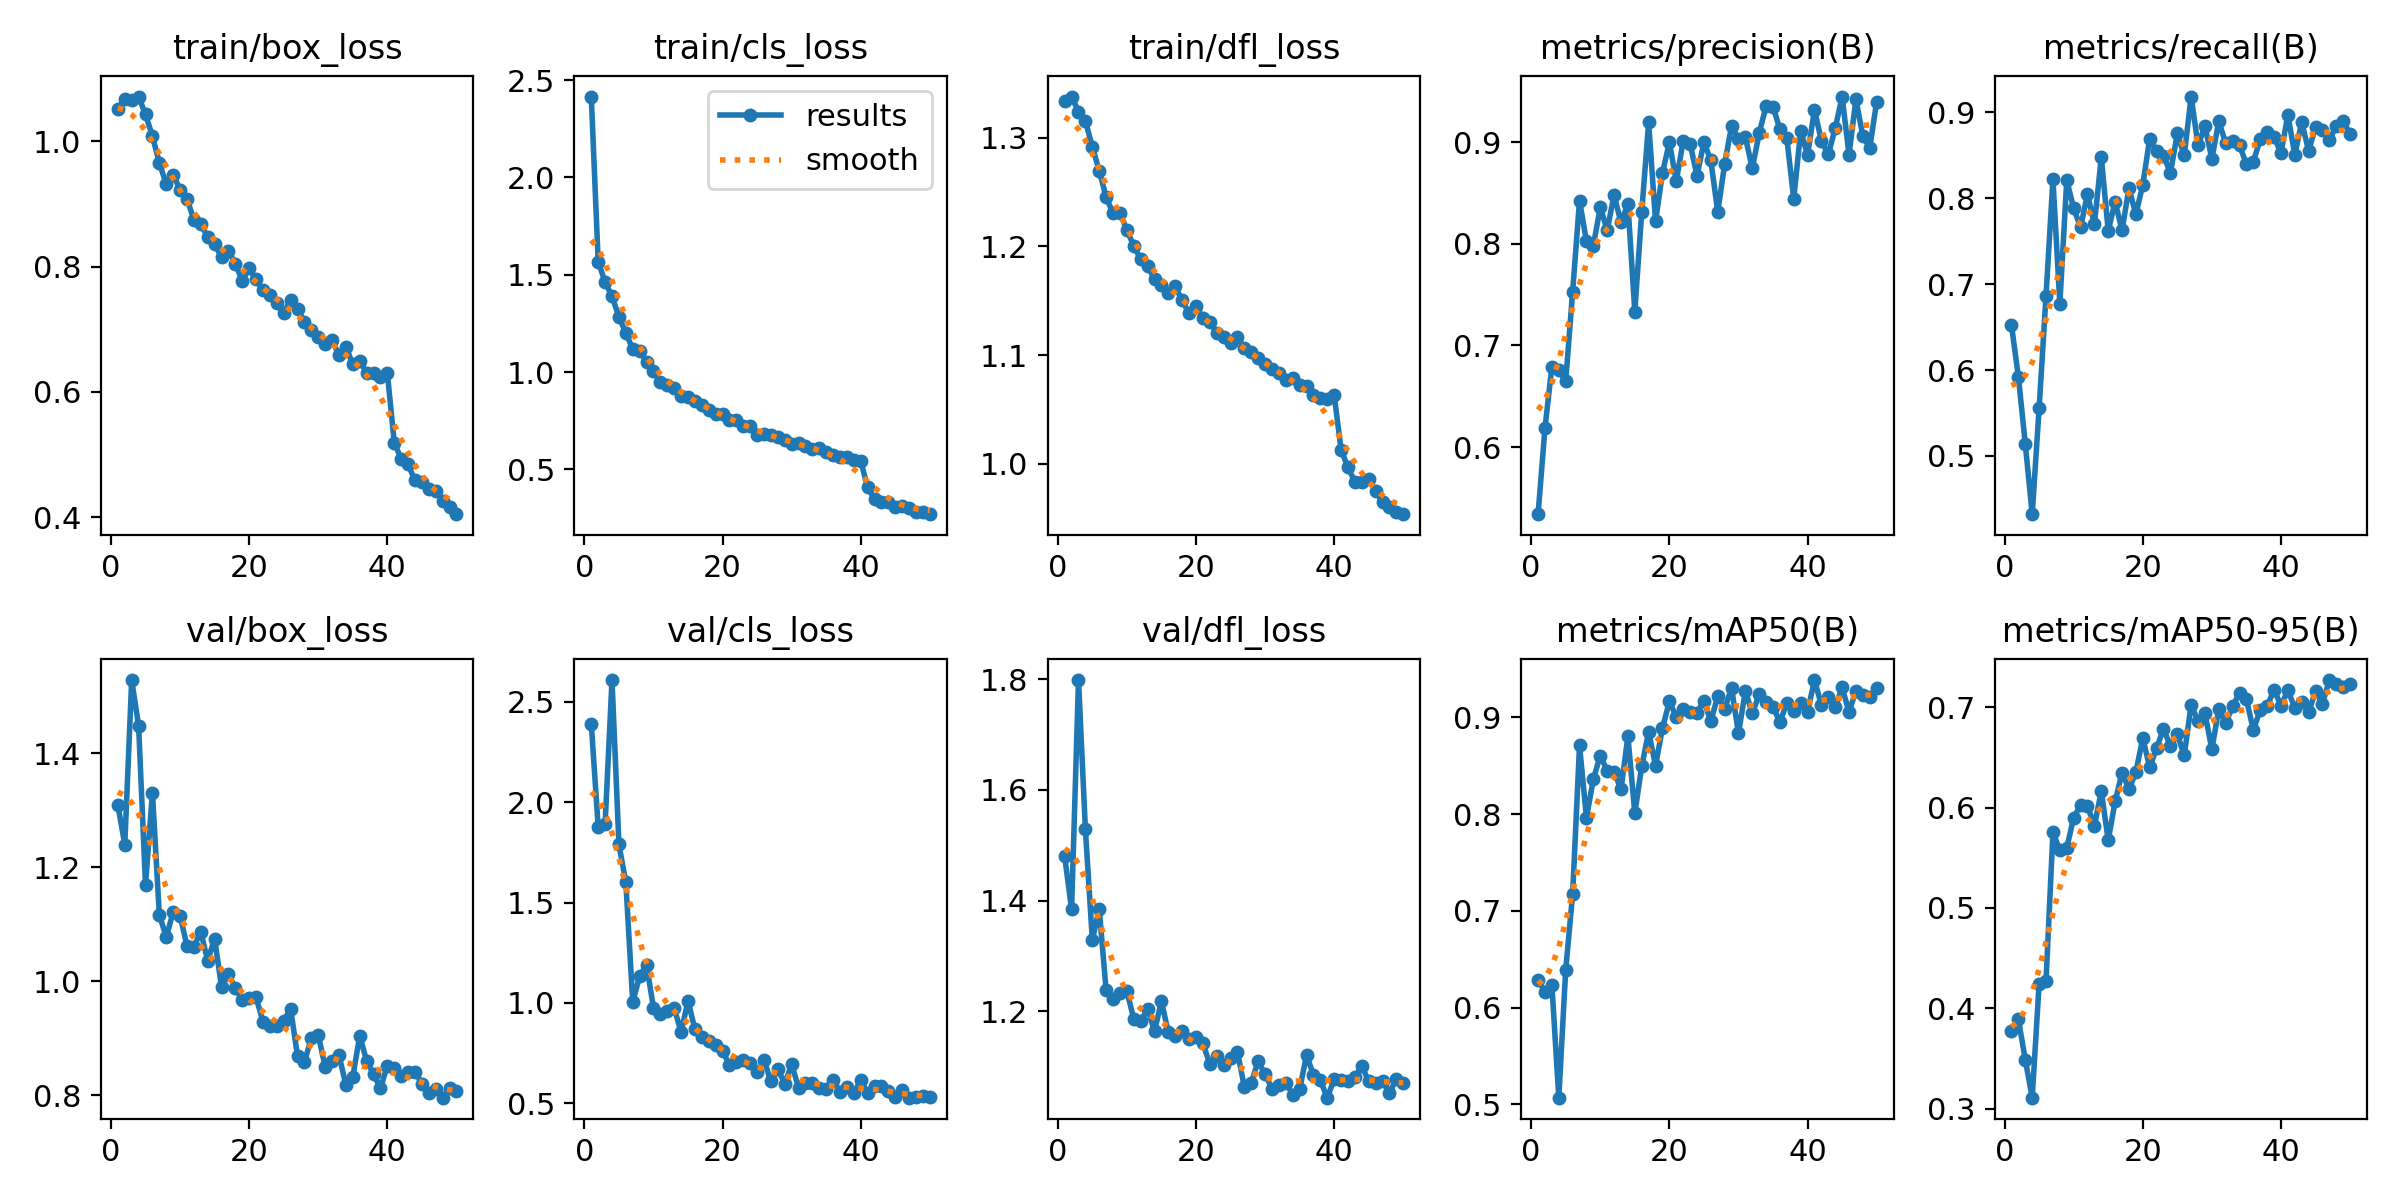 train/box_loss
1.0
0.8
0.6
0.4
0 20 40
train/cls_loss
results
smooth
2.5
2.0
1.5
1.0
0.5
0 20 40
train/dfl_loss
1.3
1.2
1.1
1.0
0 20 40
metrics/precision(B)
0.9
0.8
0.7
0.6
0 20 40
metrics/recall(B)
0.9
0.8
0.7
0.6
0.5
0 20 40
val/box_loss
1.4
1.2
1.0
0.8
0 20 40
val/cls_loss
2.5
2.0
1.5
1.0
0.5
0 20 40
val/dfl_loss
1.8
1.6
1.4
1.2
0 20 40
metrics/mAP50(B)
0.9
0.8
0.7
0.6
0.5
0 20 40
metrics/mAP50-95(B)
0.7
0.6
0.5
0.4
0.3
0 20 40